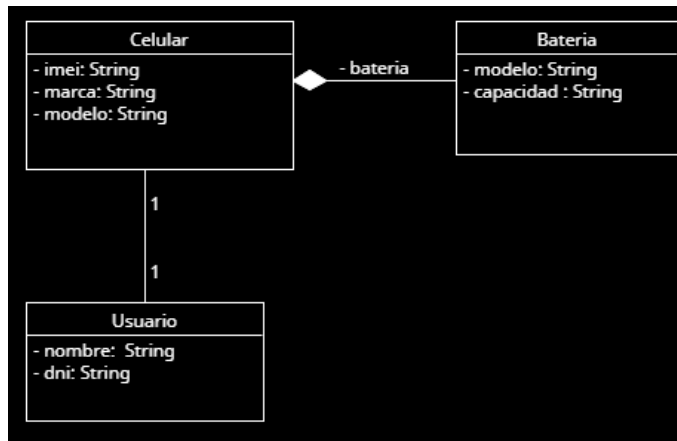 Celular
- imei: String
- marca: String
- modelo: String
- bateria
Bateria
- modelo: String
- capacidad : String
1
1
Usuario
- nombre:  String
- dni: String